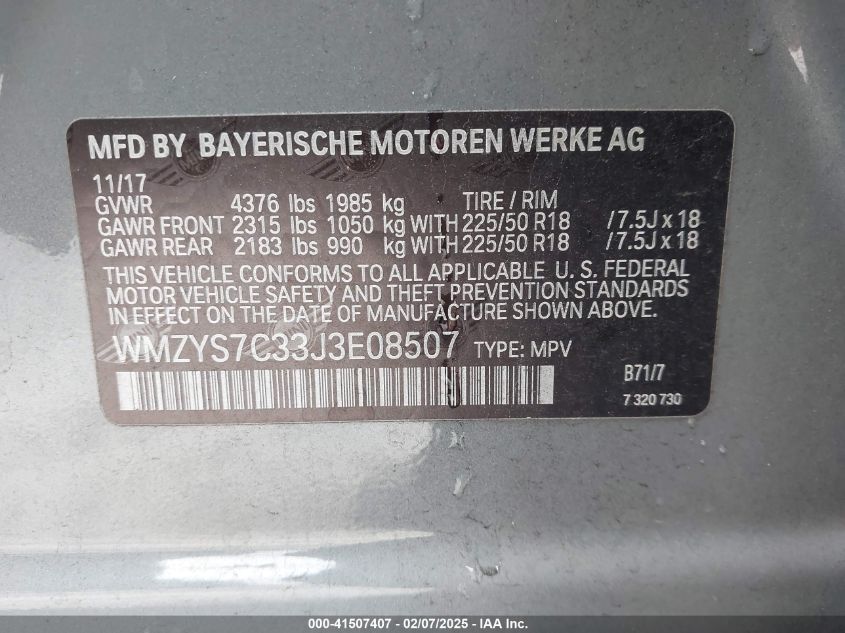 MFD BY BAYERISCHE MOTOREN WERKE AG
11/17
GVWR 4376 lbs 1985 kg TIRE / RIM
GAWR FRONT 2315 lbs 1050 kg WITH 225/50 R18 /7.5J x 18
GAWR REAR 2183 lbs 990 kg WITH 225/50 R18 /7.5J x 18
THIS VEHICLE CONFORMS TO ALL APPLICABLE U. S. FEDERAL
MOTOR VEHICLE SAFETY AND THEFT PREVENTION STANDARDS
IN EFFECT ON THE DATE OF MANUFACTURE SHOWN ABOVE.
WMZYS7C33J3E08507 TYPE: MPV
B71/7
7 320 730
000-41507407 - 02/07/2025 - IAA Inc.